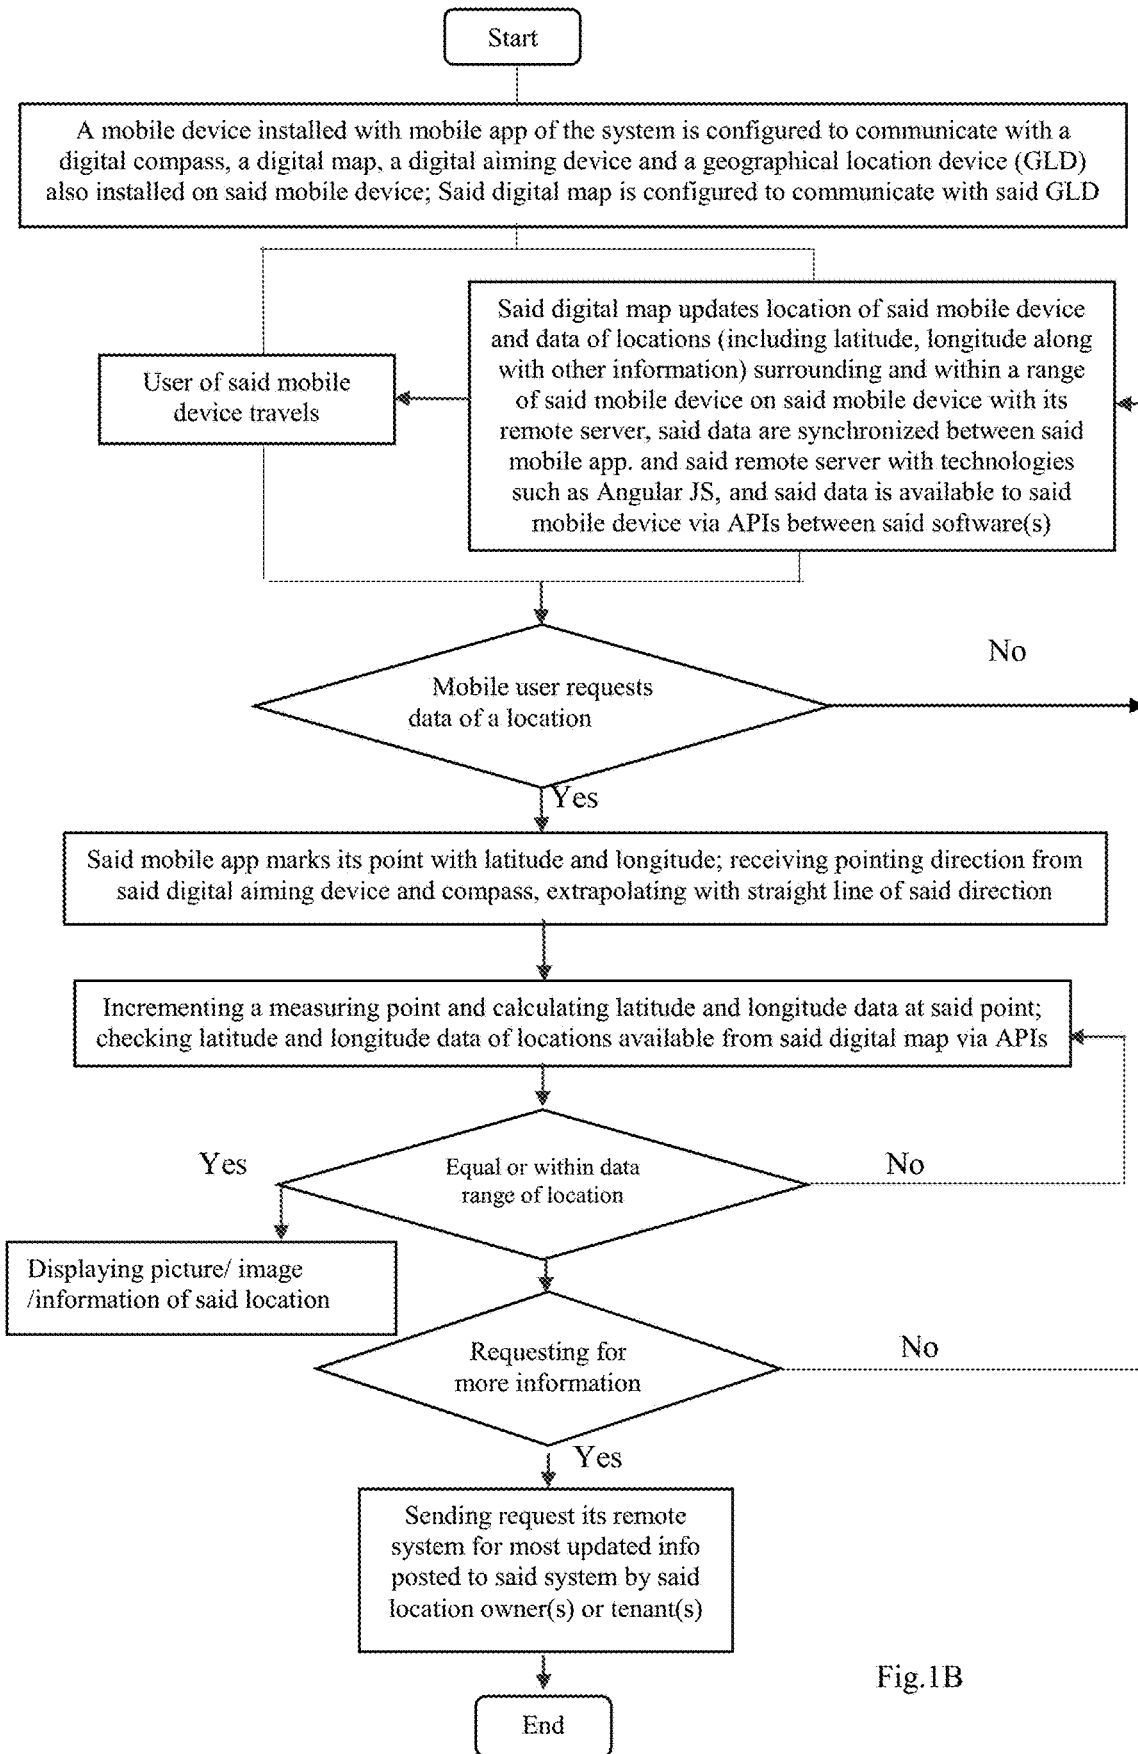 Start
A mobile device installed with mobile app of the system is configured to communicate with a
digital compass, a digital map, a digital aiming device and a geographical location device (GLD)
also installed on said mobile device; Said digital map is configured to communicate with said GLD
Said digital map updates location of said mobile device
and data of locations (including latitude, longitude along
with other information) surrounding and within a range
of said mobile device on said mobile device with its
remote server, said data are synchronized between said
mobile app. and said remote server with technologies
such as Angular JS, and said data is available to said
mobile device via APIs between said software(s)
User of said mobile
device travels
No
Mobile user requests
data of a location
Yes
Said mobile app marks its point with latitude and longitude; receiving pointing direction from
said digital aiming device and compass, extrapolating with straight line of said direction
Incrementing a measuring point and calculating latitude and longitude data at said point;
checking latitude and longitude data of locations available from said digital map via APIs
Yes
Equal or within data
range of location
No
Displaying picture/ image
/information of said location
Requesting for
more information
No
Yes
Sending request its remote
system for most updated info
posted to said system by said
location owner(s) or tenant(s)
Fig.1B
End